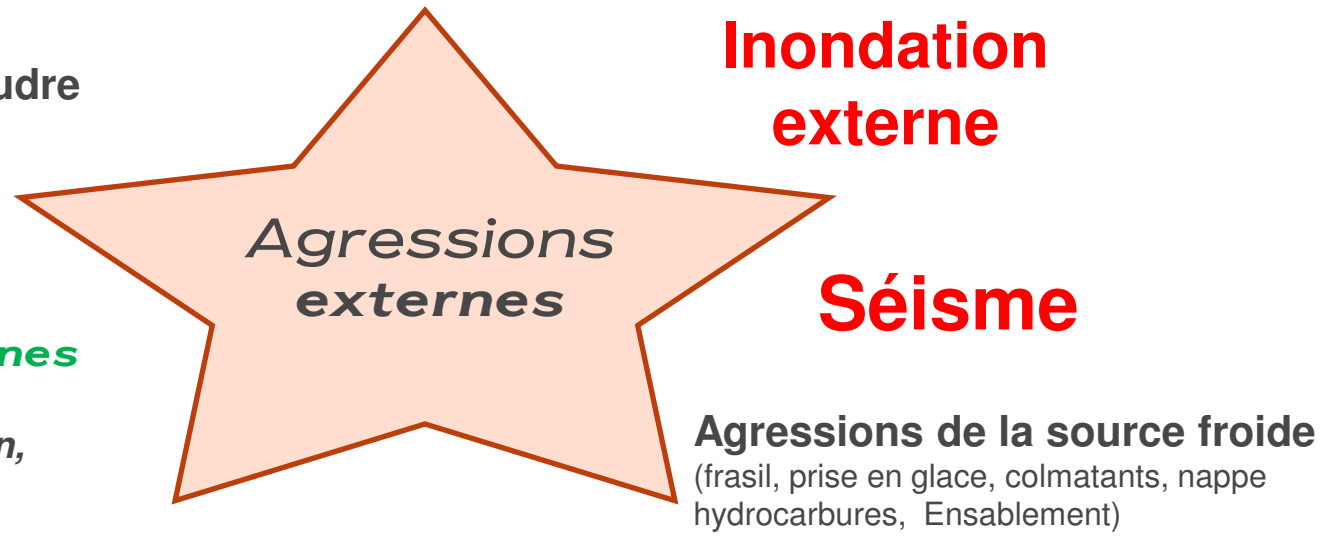 Inondation
externe
udre
Agressions
externes
Séisme
nes
n,
Agressions de la source froide
(frasil, prise en glace, colmatants, nappe
hydrocarbures, Ensablement)